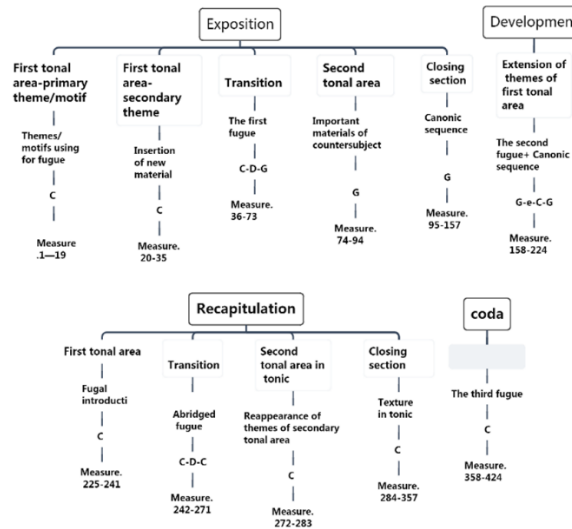 Exposition
First tonal
area-primary
theme/motif
Themes/
motifs using
for fugue
C
Measure
.1—19
First tonal
area-
secondary
theme
Insertion
of new
material
C
Measure.
20-35
Transition
The first
fugue
C-D-G
Measure.
36-73
Second
tonal area
Important
materials of
countersubject
G
Measure.
74-94
Closing
section
Canonic
sequence
G
Measure.
95-157
Developmen
Extension of
themes of
first tonal
area
The second
fugue+ Canonic
sequence
G-e-C-G
Measure.
158-224
Recapitulation
First tonal area
Fugal
introducti
C
Measure.
225-241
Transition
Abridged
fugue
C-D-C
Measure.
242-271
Second
tonal area in
tonic
Reappearance of
themes of secondary
tonal area
C
Measure.
272-283
Closing
section
Texture
in tonic
C
Measure.
284-357
coda
The third fugue
C
Measure.
358-424